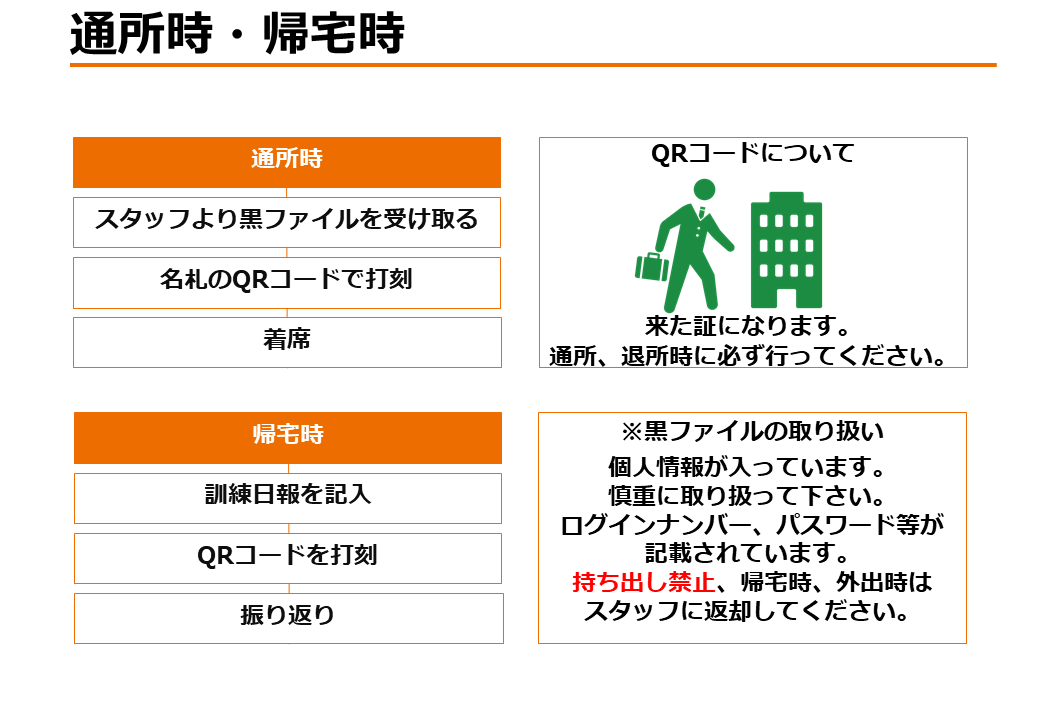 通所時・帰宅時
通所時
スタッフより黒ファイルを受け取る
名札のQRコードで打刻
着席
QRコードについて
来た証になります。
通所、退所時に必ず行ってください。
帰宅時
訓練日報を記入
QRコードを打刻
振り返り
※黒ファイルの取り扱い
個人情報が入っています。
慎重に取り扱って下さい。
ログインナンバー、パスワード等が
記載されています。
持ち出し禁止、帰宅時、外出時は
スタッフに返却してください。